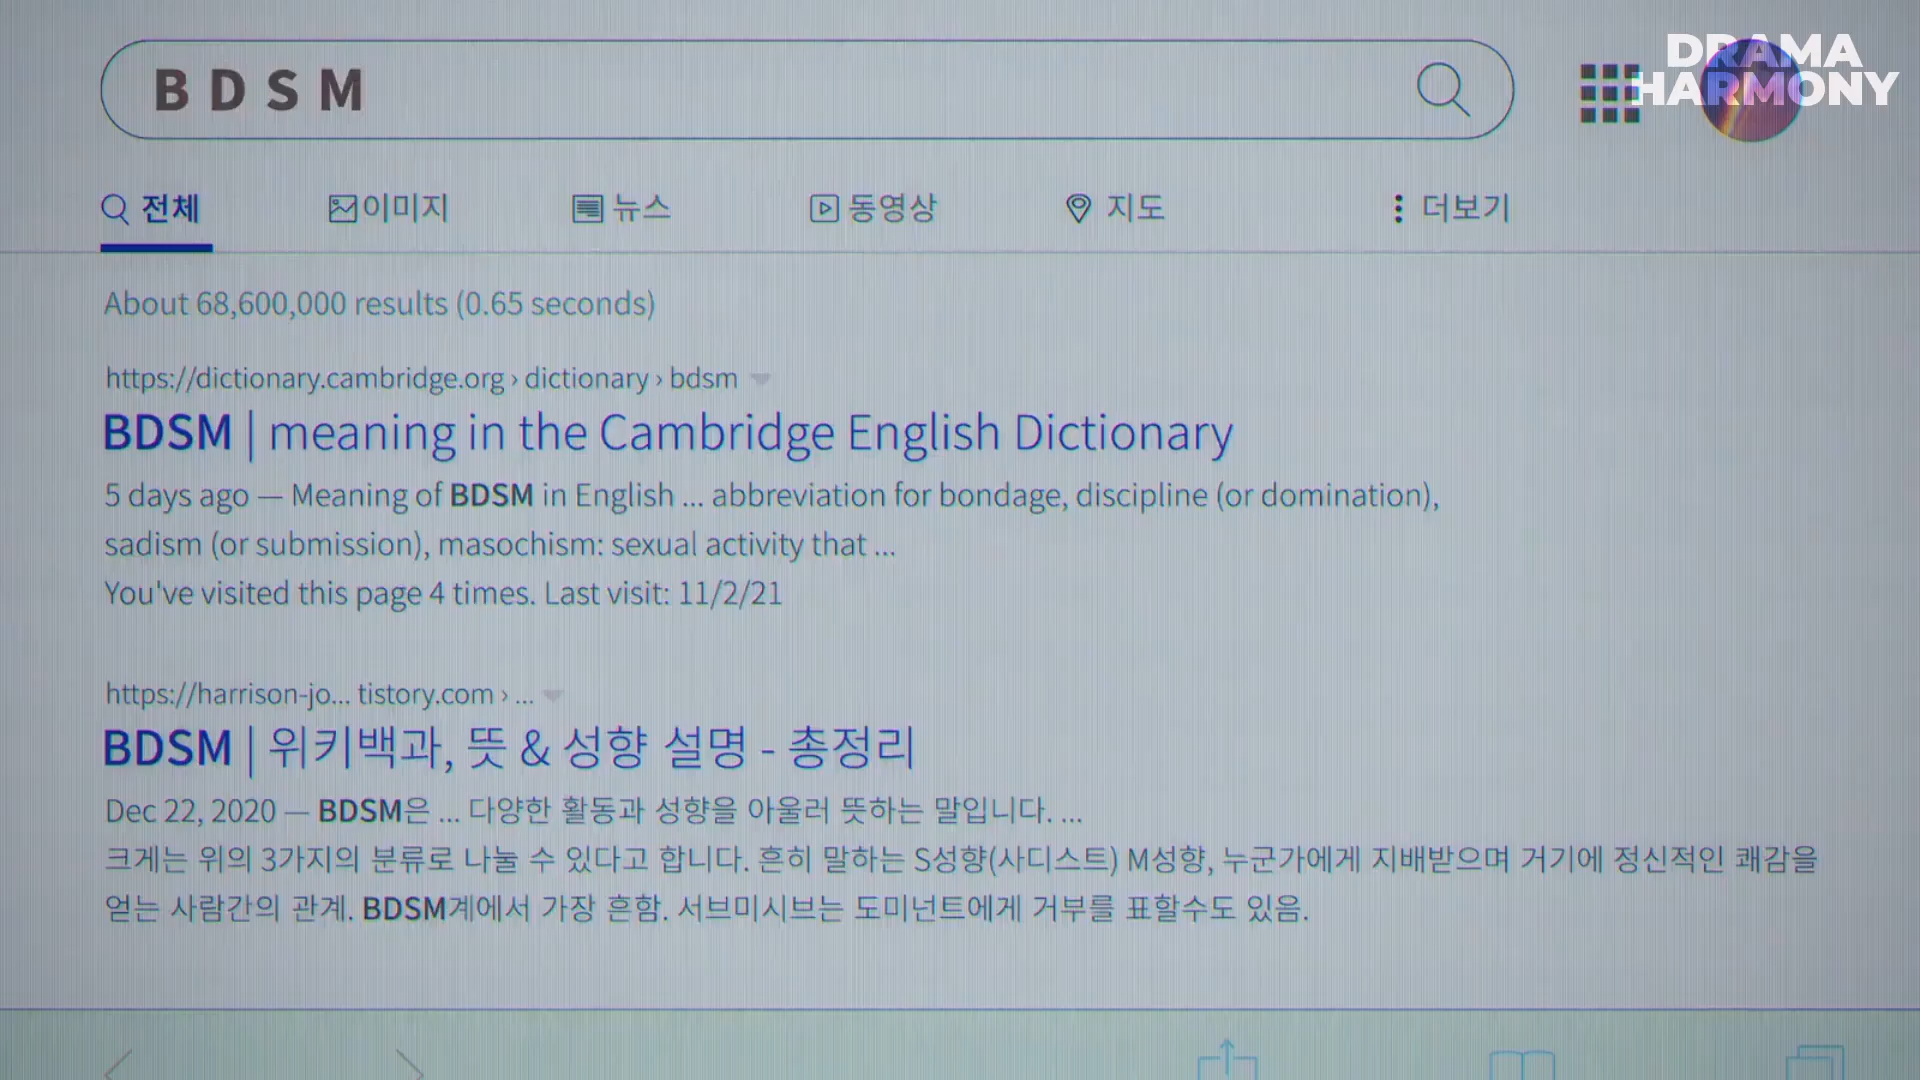 BDSM
DRAMA
HARMONY
전체 이미지 뉴스 동영상 지도 더보기
About 68,600,000 results (0.65 seconds)
https://dictionary.cambridge.org › dictionary › bdsm
BDSM | meaning in the Cambridge English Dictionary
5 days ago — Meaning of BDSM in English ... abbreviation for bondage, discipline (or domination),
sadism (or submission), masochism: sexual activity that ...
You've visited this page 4 times. Last visit: 11/2/21
https://harrison-jo... tistory.com › ...
BDSM | 위키백과, 뜻 & 성향 설명 - 총정리
Dec 22, 2020 — BDSM은 ... 다양한 활동과 성향을 아울러 뜻하는 말입니다. ...
크게는 위의 3가지의 분류로 나눌 수 있다고 합니다. 흔히 말하는 S성향(사디스트) M성향, 누군가에게 지배받으며 거기에 정신적인 쾌감을
얻는 사람간의 관계. BDSM계에서 가장 흔함. 서브미시브는 도미넌트에게 거부를 표할수도 있음.